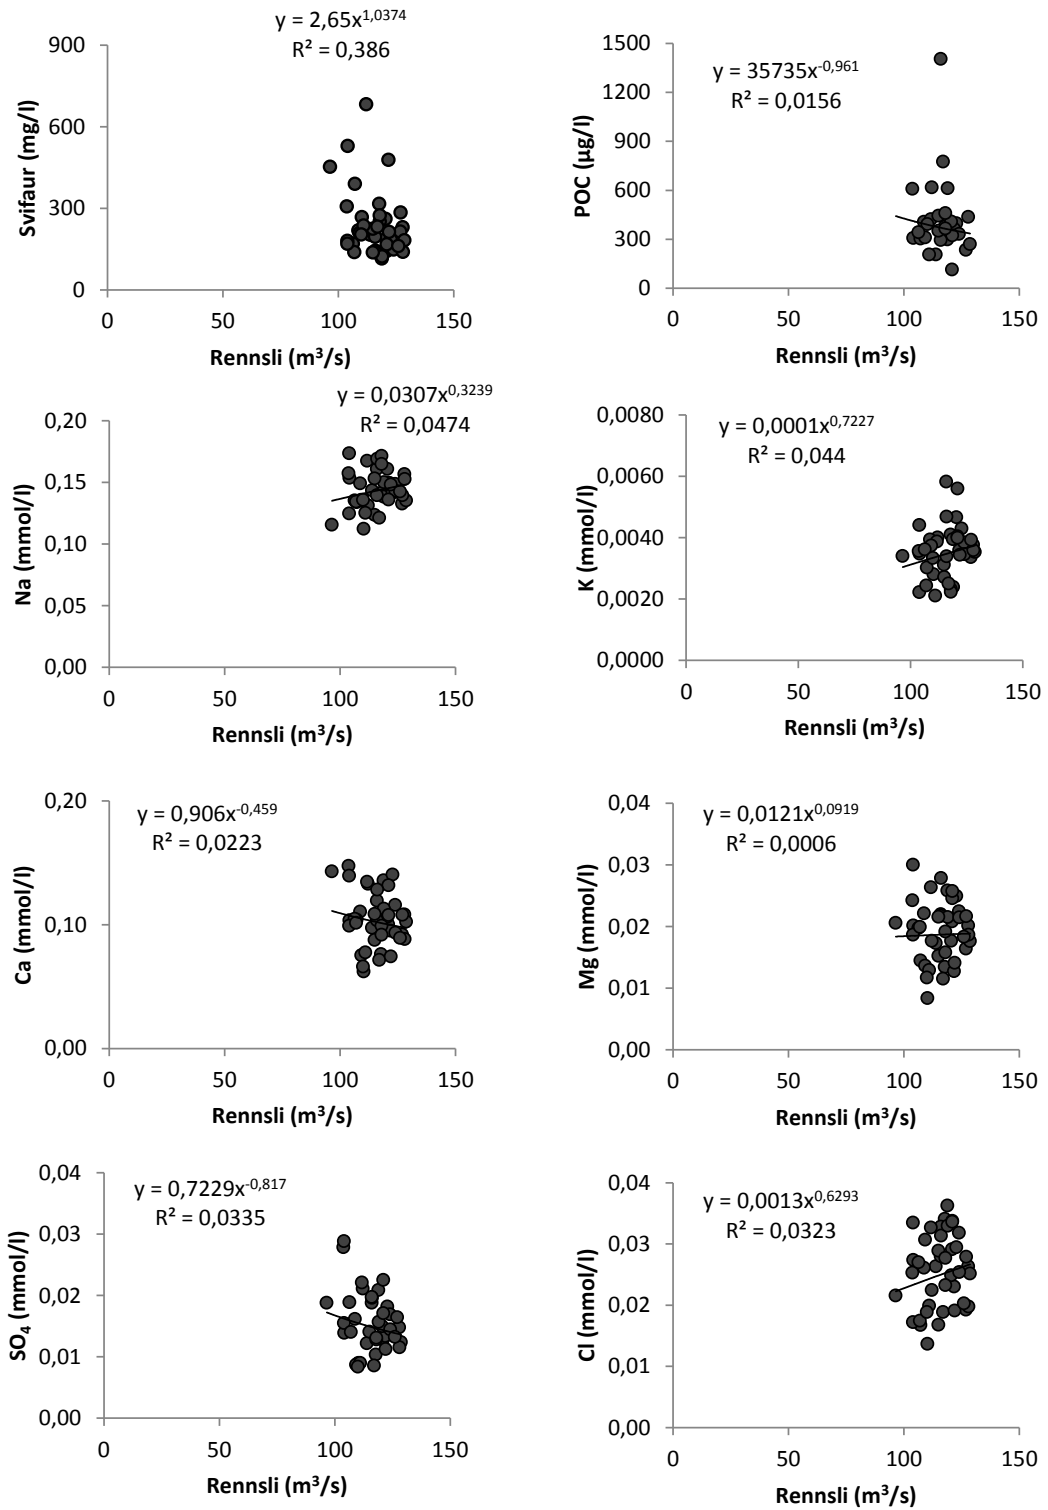 y = 2,65x^1,0374
R² = 0,386
900
600
300
0
Svifaur (mg/l)
0 50 100 150
Rennsli (m³/s)
y = 35735x^-0,961
R² = 0,0156
1500
1200
900
600
300
0
POC (µg/l)
0 50 100 150
Rennsli (m³/s)
y = 0,0307x^0,3239
R² = 0,0474
0,20
0,15
0,10
0,05
0,00
Na (mmol/l)
0 50 100 150
Rennsli (m³/s)
y = 0,0001x^0,7227
R² = 0,044
0,0080
0,0060
0,0040
0,0020
0,0000
K (mmol/l)
0 50 100 150
Rennsli (m³/s)
y = 0,906x^-0,459
R² = 0,0223
0,20
0,10
0,00
Ca (mmol/l)
0 50 100 150
Rennsli (m³/s)
y = 0,0121x^0,0919
R² = 0,0006
0,04
0,03
0,02
0,01
0,00
Mg (mmol/l)
0 50 100 150
Rennsli (m³/s)
y = 0,7229x^-0,817
R² = 0,0335
0,04
0,03
0,02
0,01
0,00
SO₄ (mmol/l)
0 50 100 150
Rennsli (m³/s)
y = 0,0013x^0,6293
R² = 0,0323
0,04
0,03
0,02
0,01
0,00
Cl (mmol/l)
0 50 100 150
Rennsli (m³/s)